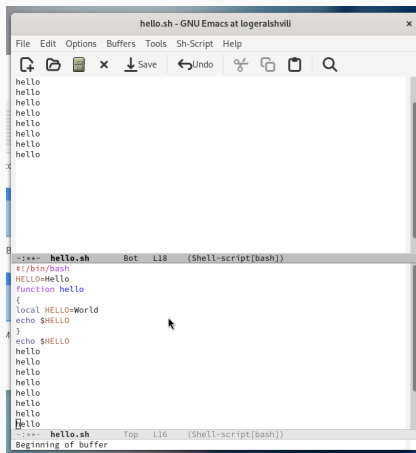 hello.sh - GNU Emacs at logeralshvili
File Edit Options Buffers Tools Sh-Script Help
Save Undo
hello
hello
hello
hello
hello
hello
hello
hello
-:**- hello.sh Bot L18 (Shell-script[bash])
#!/bin/bash
HELLO=Hello
function hello
{
local HELLO=World
echo $HELLO
}
echo $HELLO
hello
hello
hello
hello
hello
hello
hello
hello
-:**- hello.sh Top L16 (Shell-script[bash])
Beginning of buffer